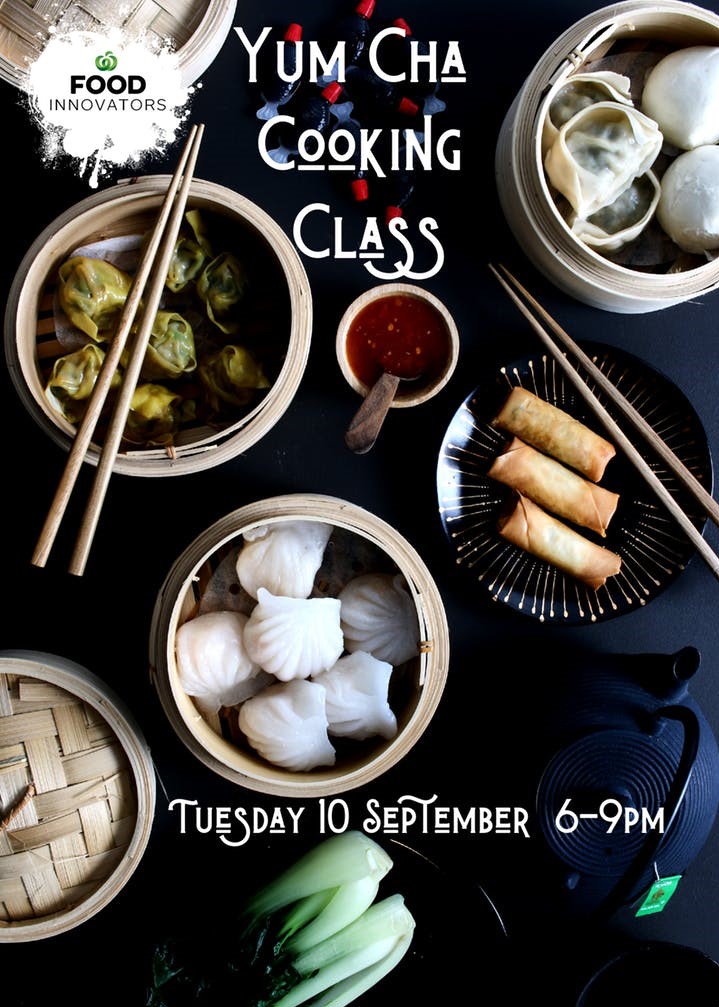 FOOD
INNOVATORS
Yum Cha
Cooking
Class
Tuesday 10 September 6-9pm